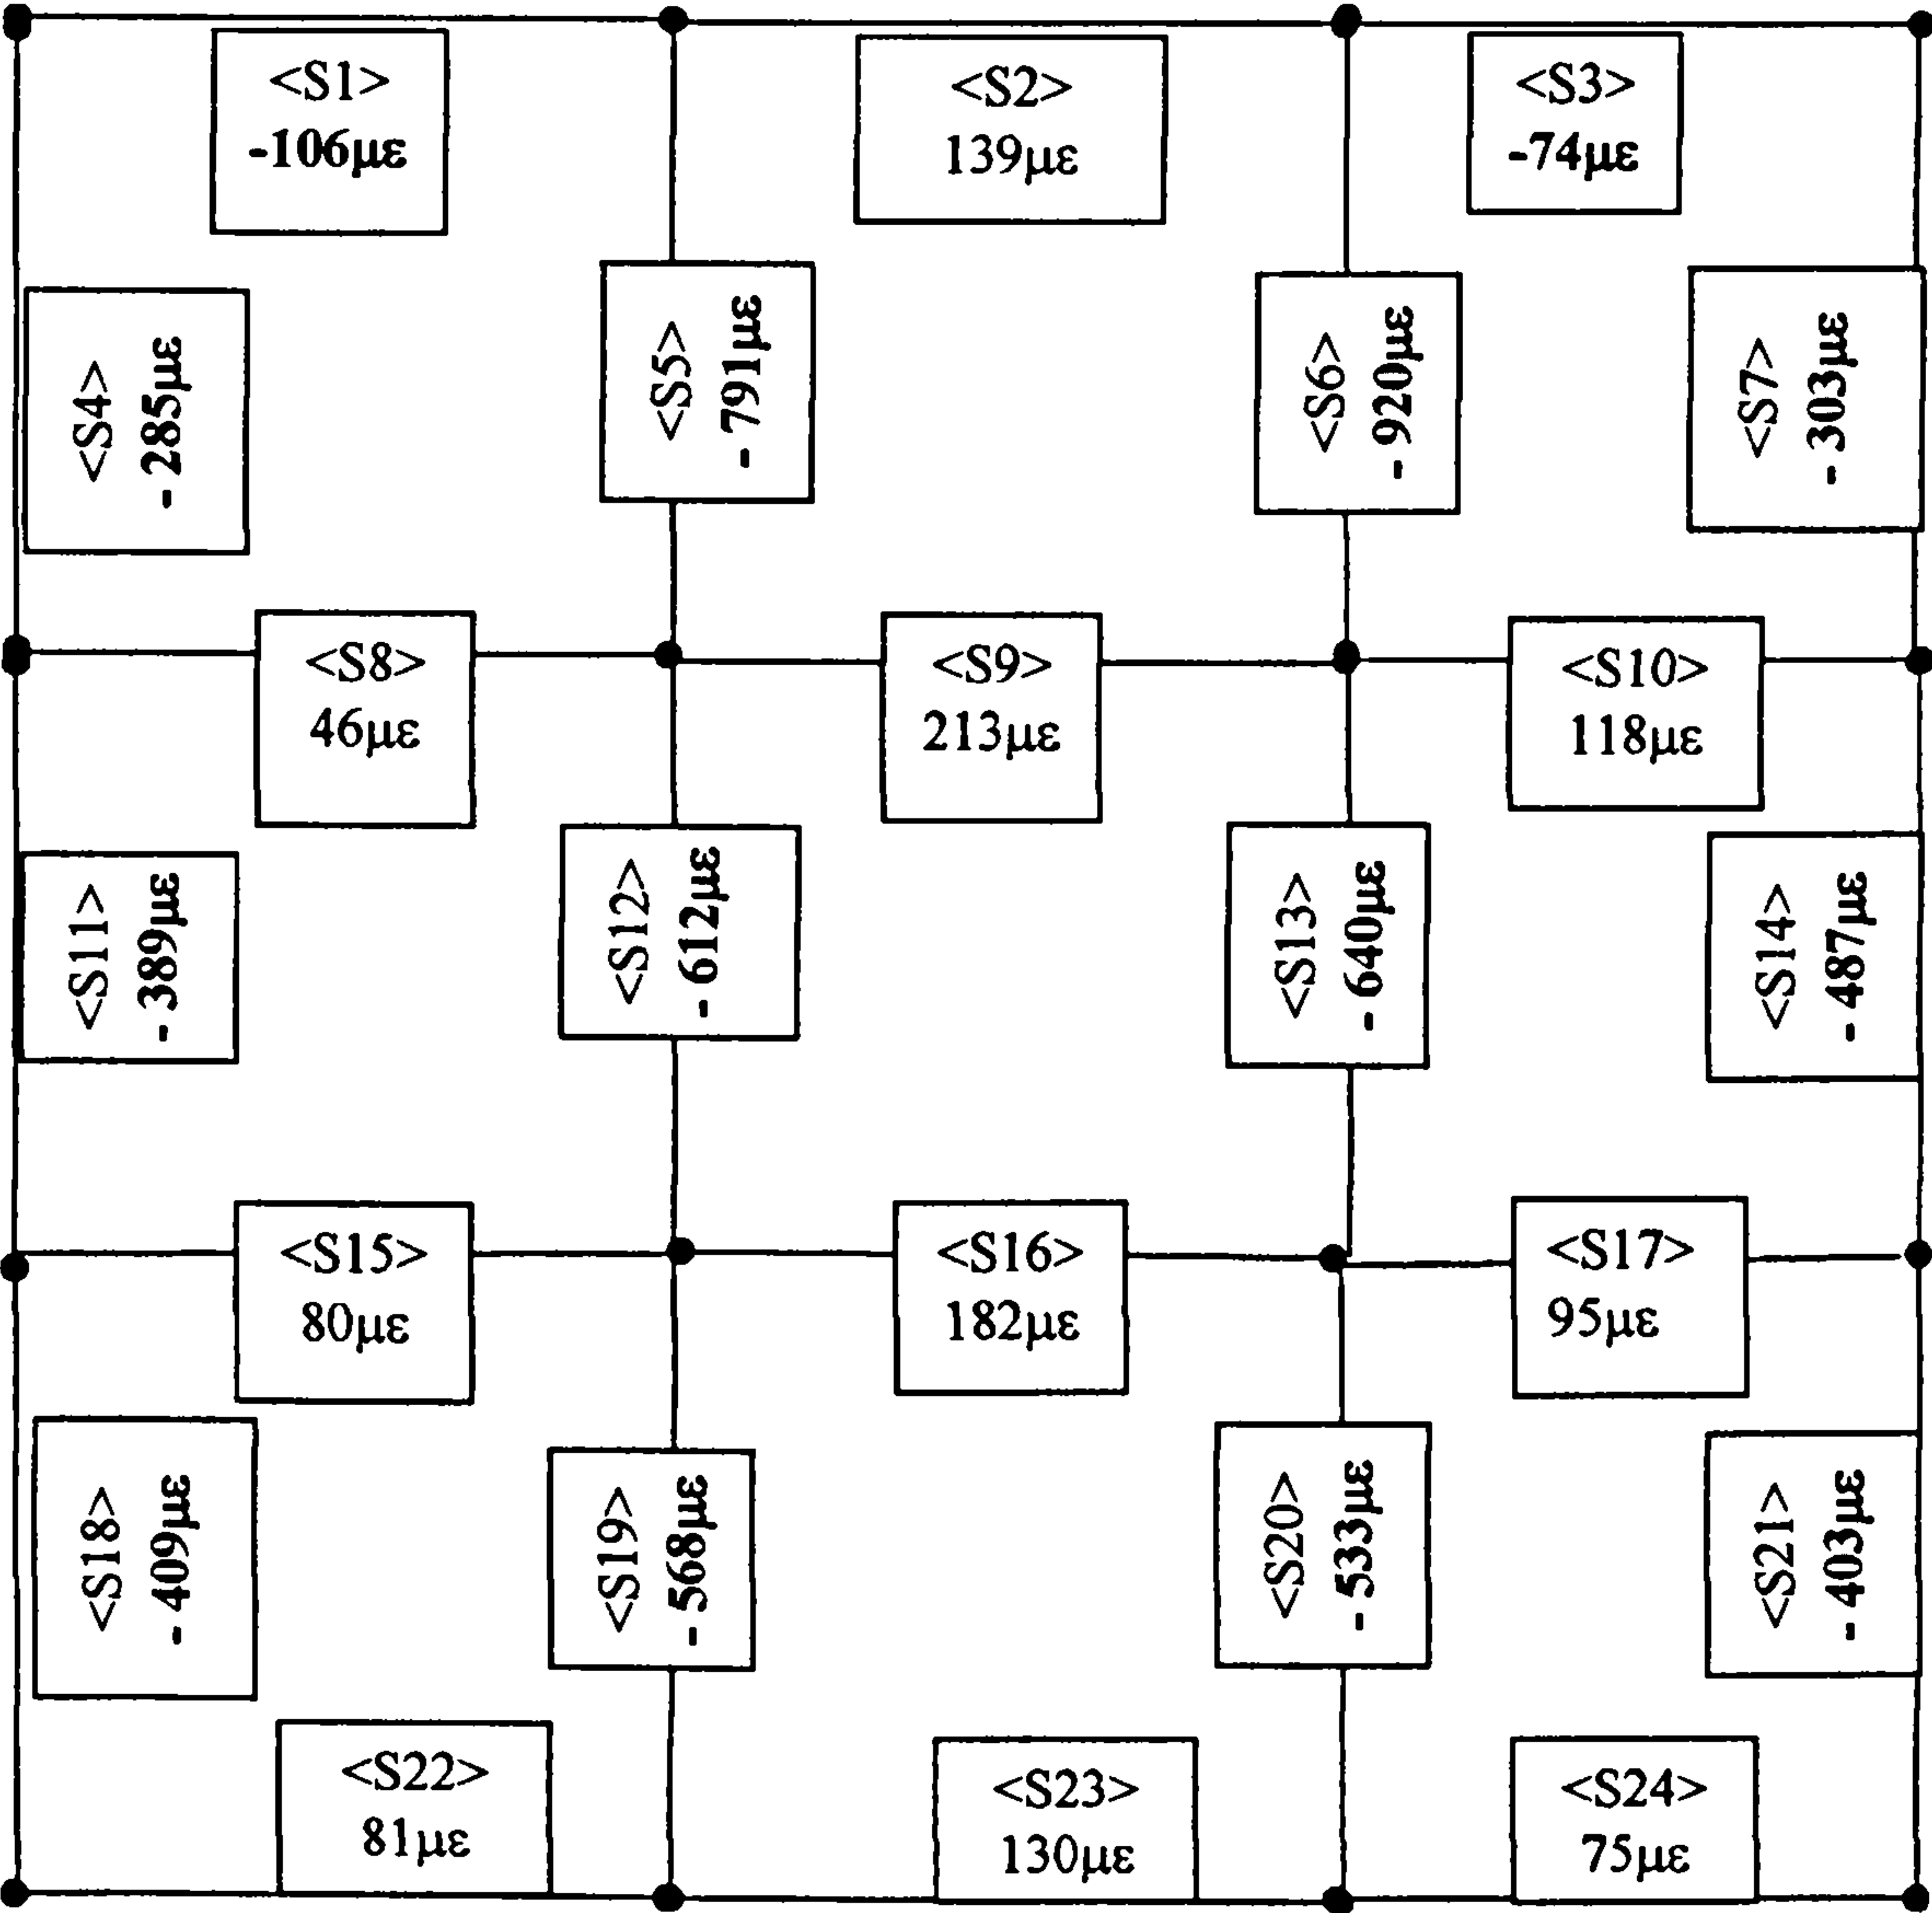 <S1>
-106με
<S2>
139με
<S3>
-74με
<S4>
- 285με
<S5>
- 791με
<S6>
- 920με
<S7>
- 303με
<S8>
46με
<S9>
213με
<S10>
118με
<S11>
- 389με
<S12>
- 612με
<S13>
- 640με
<S14>
- 487με
<S15>
80με
<S16>
182με
<S17>
95με
<S18>
- 409με
<S19>
- 568με
<S20>
- 533με
<S21>
- 403με
<S22>
81με
<S23>
130με
<S24>
75με